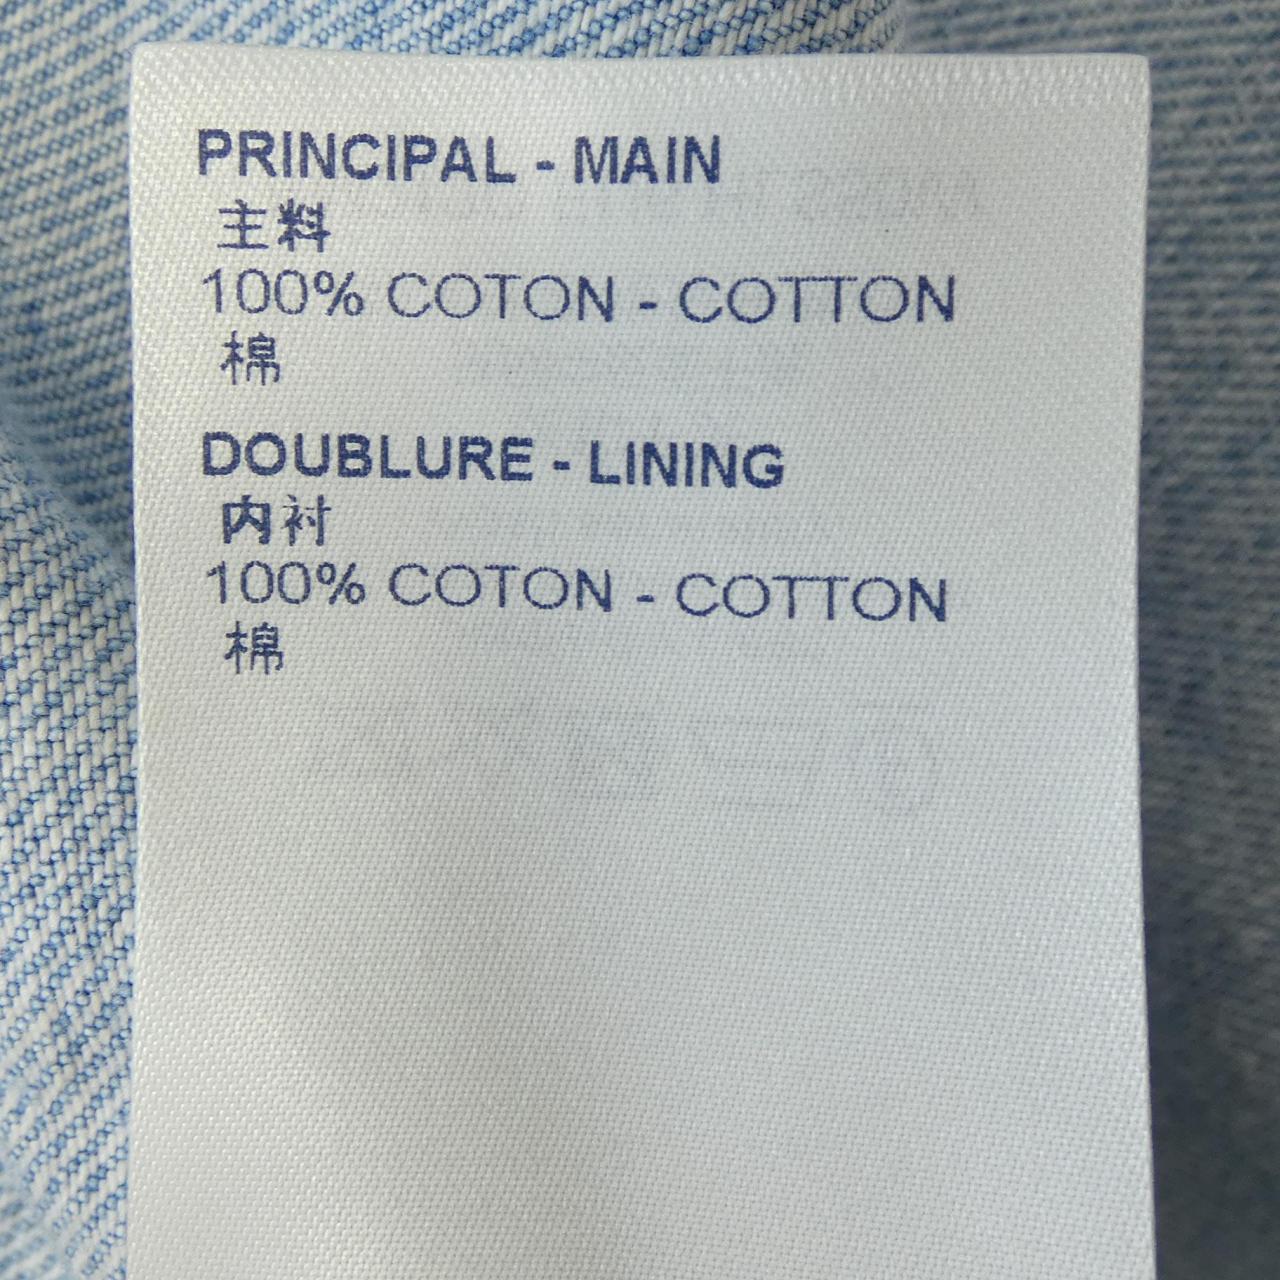 PRINCIPAL - MAIN
主料
100% COTON - COTTON
棉
DOUBLURE - LINING
内衬
100% COTON - COTTON
棉